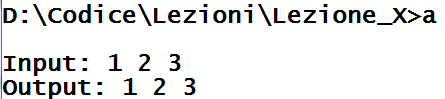 D:\Codice\Lezioni\Lezione_X>a
Input: 1 2 3
Output: 1 2 3